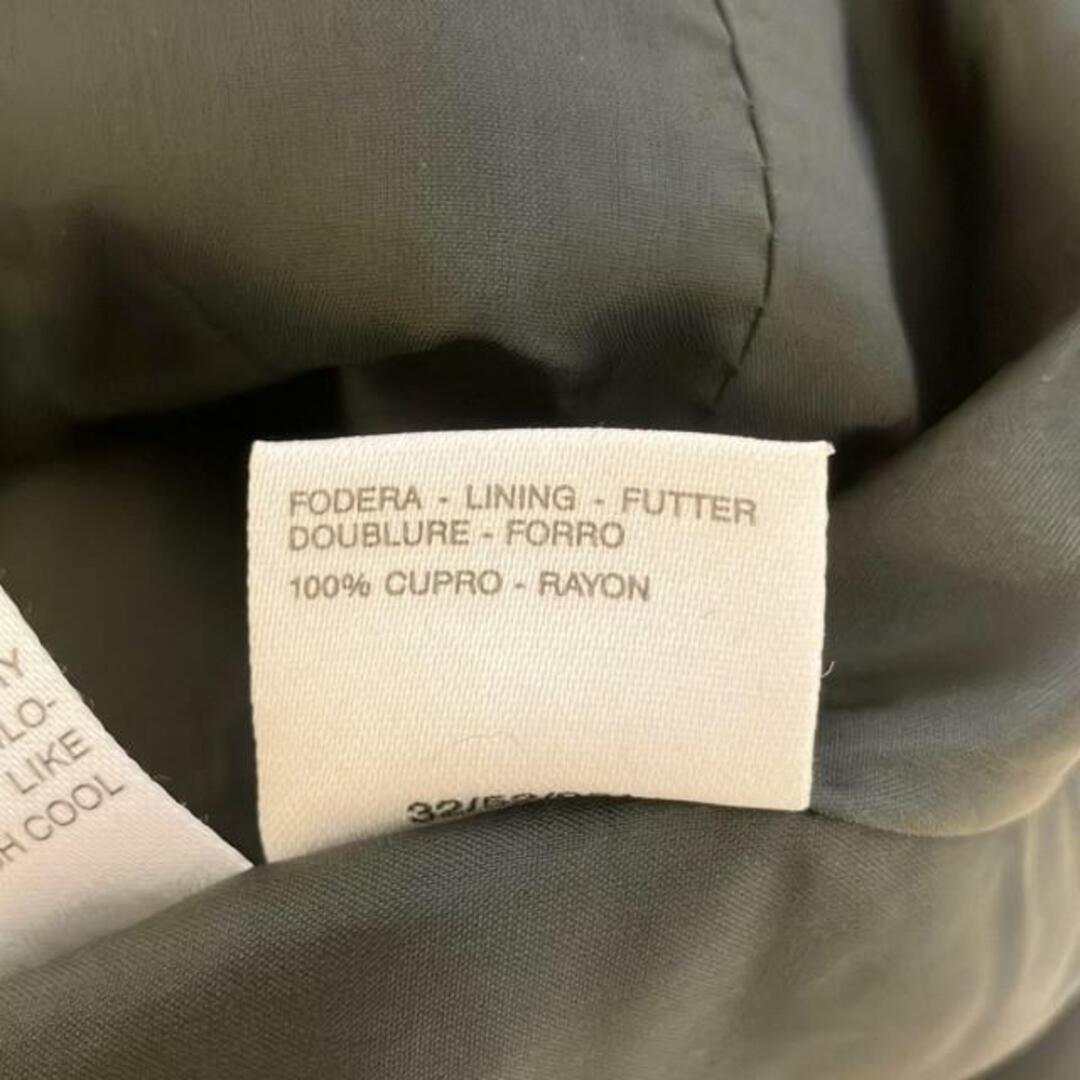 FODERA - LINING - FUTTER
DOUBLURE - FORRO
100% CUPRO - RAYON
LIKE
COOL